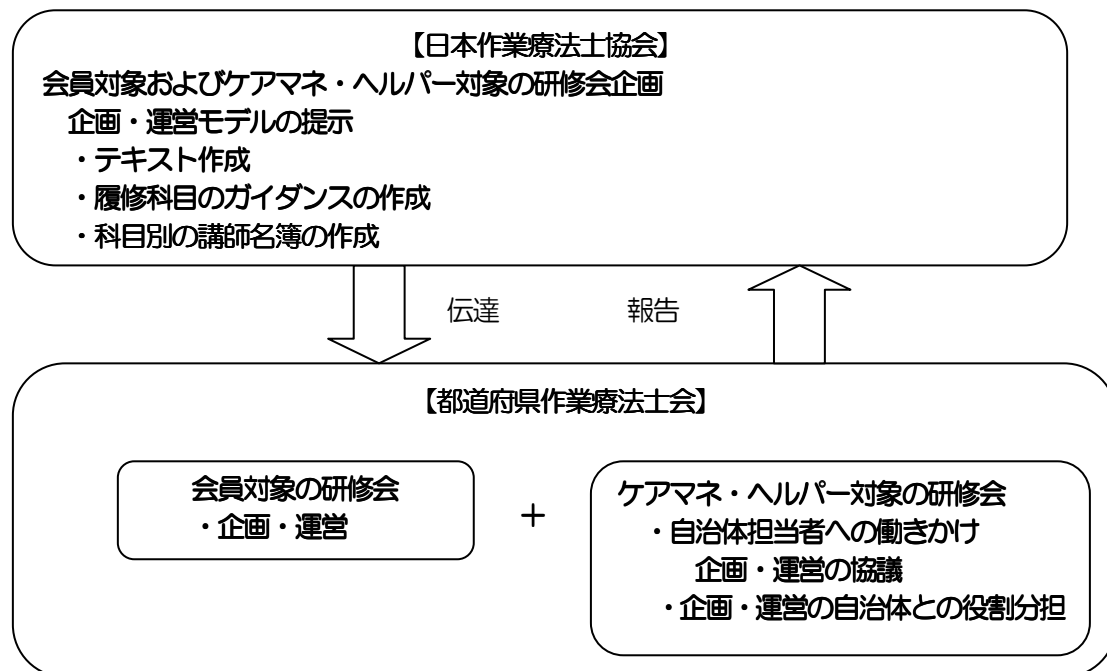 【日本作業療法士協会】
会員対象およびケアマネ・ヘルパー対象の研修会企画
企画・運営モデルの提示
・テキスト作成
・履修科目のガイダンスの作成
・科目別の講師名簿の作成
伝達
報告
【都道府県作業療法士会】
会員対象の研修会
・企画・運営
＋
ケアマネ・ヘルパー対象の研修会
・自治体担当者への働きかけ
企画・運営の協議
・企画・運営の自治体との役割分担